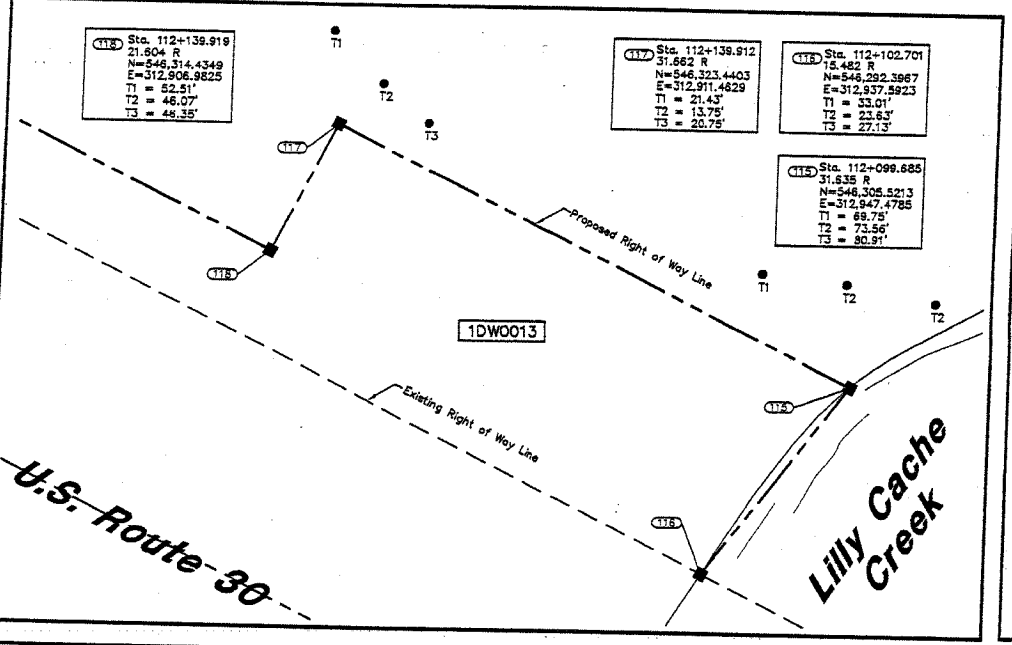 118 Sta. 112+139.919
21.604 R
N=546,314.4349
E=312,906.9825
T1 = 52.51'
T2 = 46.07'
T3 = 46.35'
117 Sta. 112+139.912
31.662 R
N=546,323.4403
E=312,911.4629
T1 = 21.43'
T2 = 13.75'
T3 = 20.75'
116 Sta. 112+102.701
15.482 R
N=546,292.3967
E=312,937.5923
T1 = 33.01'
T2 = 23.63'
T3 = 27.13'
115 Sta. 112+099.685
31.635 R
N=546,305.5213
E=312,947.4785
T1 = 69.75'
T2 = 73.56'
T3 = 80.91'
T1
T2
T3
117
118
Proposed Right of Way Line
T1
T2
T2
1DW0013
Existing Right of Way Line
115
116
U.S. Route 30
Lilly Cache
Creek